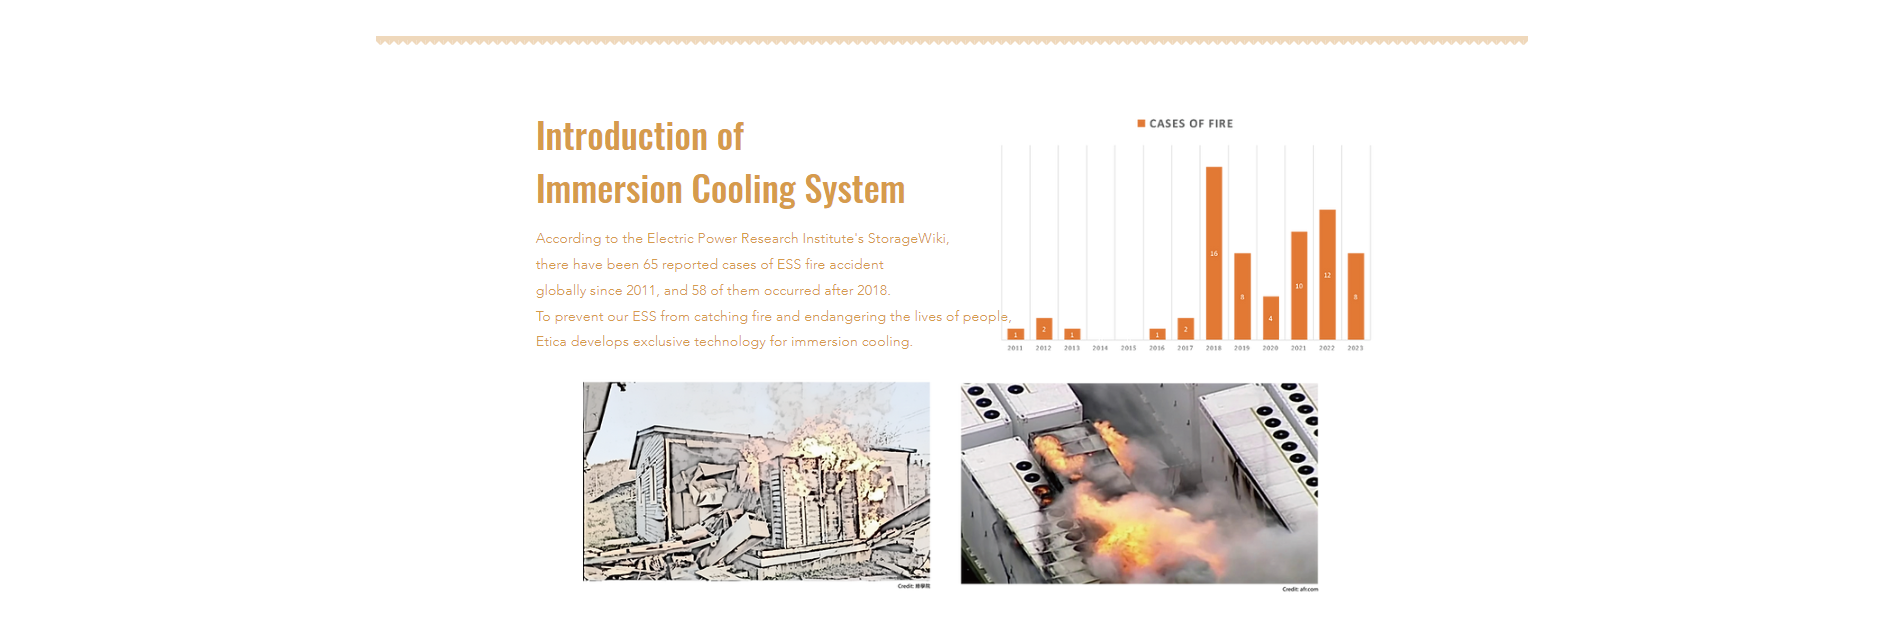 Introduction of
Immersion Cooling System
According to the Electric Power Research Institute's StorageWiki,
there have been 65 reported cases of ESS fire accident
globally since 2011, and 58 of them occurred after 2018.
To prevent our ESS from catching fire and endangering the lives of people,
Etica develops exclusive technology for immersion cooling.
CASES OF FIRE
1 2 1 1 2 16 8 4 10 12 8
2011 2012 2013 2014 2015 2016 2017 2018 2019 2020 2021 2022 2023
Credit:
Credit: afr.com